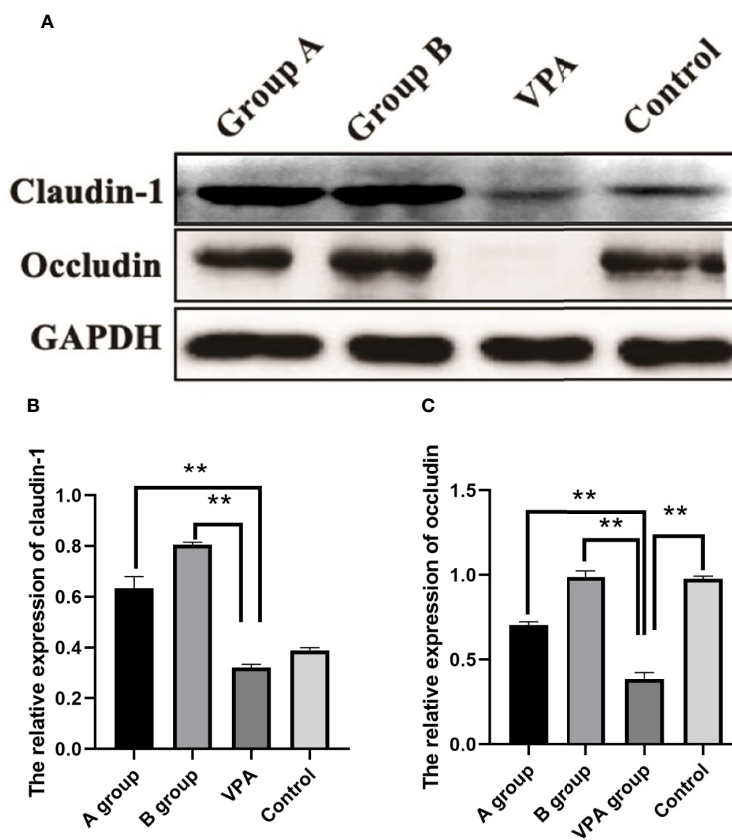 A
Group A
Group B
VPA
Control
Claudin-1
Occludin
GAPDH
B
The relative expression of claudin-1
1.0
0.8
0.6
0.4
0.2
0.0
**
**
A group
B group
VPA
Control
C
The relative expression of occludin
1.5
1.0
0.5
0.0
**
**
**
A group
B group
VPA group
Control